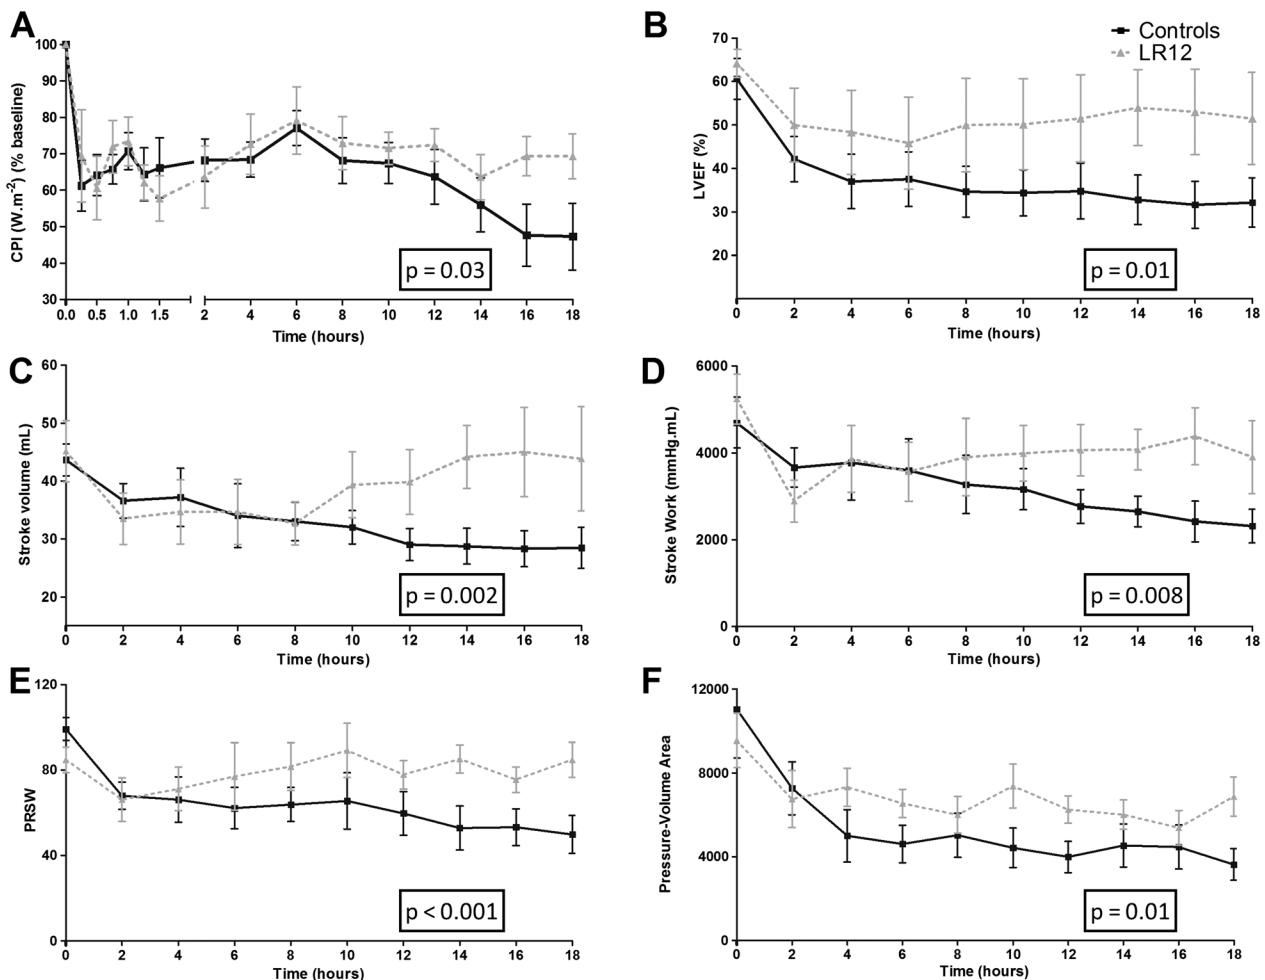 A
CPI (W.m-2) (% baseline)
100
90
80
70
60
50
40
30
p = 0.03
0.0 0.5 1.0 1.5 2 4 6 8 10 12 14 16 18
Time (hours)
B
Controls
LR12
LVEF (%)
70
60
50
40
30
20
p = 0.01
0 2 4 6 8 10 12 14 16 18
Time (hours)
C
Stroke volume (mL)
60
50
40
30
20
p = 0.002
0 2 4 6 8 10 12 14 16 18
Time (hours)
D
Stroke Work (mmHg.mL)
6000
4000
2000
0
p = 0.008
0 2 4 6 8 10 12 14 16 18
Time (hours)
E
PRSW
120
80
40
0
p < 0.001
0 2 4 6 8 10 12 14 16 18
Time (hours)
F
Pressure-Volume Area
12000
8000
4000
0
p = 0.01
0 2 4 6 8 10 12 14 16 18
Time (hours)